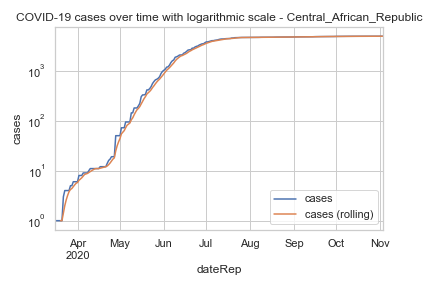 COVID-19 cases over time with logarithmic scale - Central_African_Republic
cases
10³
10²
10¹
10⁰
cases
cases (rolling)
Apr May Jun Jul Aug Sep Oct Nov
2020
dateRep